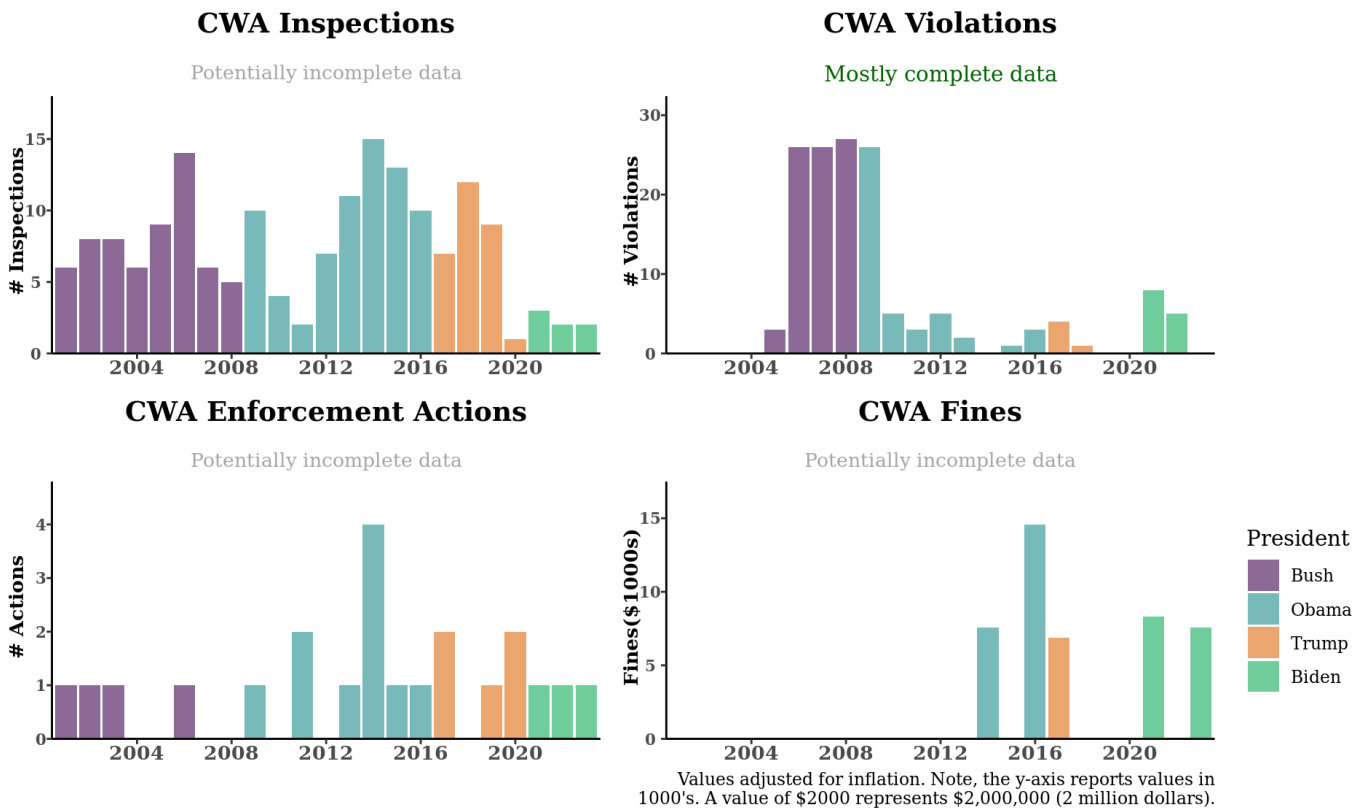 CWA Inspections
Potentially incomplete data
# Inspections
15
10
5
0
2004 2008 2012 2016 2020
CWA Violations
Mostly complete data
# Violations
30
20
10
0
2004 2008 2012 2016 2020
CWA Enforcement Actions
Potentially incomplete data
# Actions
4
3
2
1
0
2004 2008 2012 2016 2020
CWA Fines
Potentially incomplete data
Fines($1000s)
15
10
5
0
2004 2008 2012 2016 2020
President
Bush
Obama
Trump
Biden
Values adjusted for inflation. Note, the y-axis reports values in
1000's. A value of $2000 represents $2,000,000 (2 million dollars).